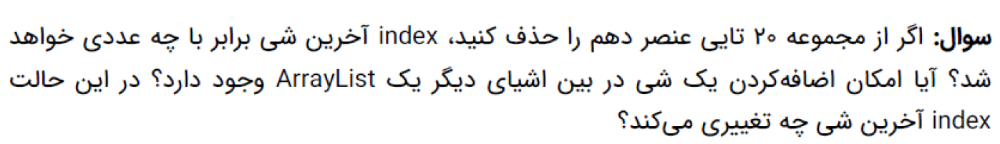 سوال: اگر از مجموعه ۲۰ تایی عنصر دهم را حذف کنید، index آخرین شی برابر با چه عددی خواهد
شد؟ آیا امکان اضافه‌کردن یک شی در بین اشیای دیگر یک ArrayList وجود دارد؟ در این حالت
index آخرین شی چه تغییری می‌کند؟